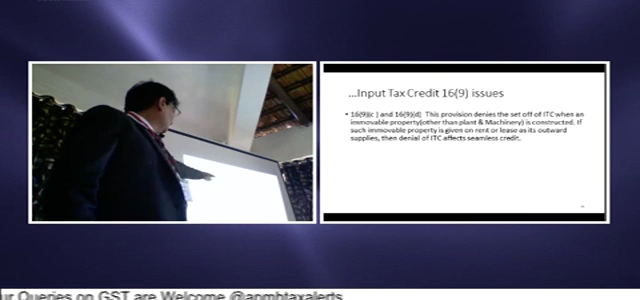 ...Input Tax Credit 16(9) issues
• 16(9)(c ) and 16(9)(d) This provision denies the set off of ITC when an
immovable property(other than plant & Machinery) is constructed. If
such immovable property is given on rent or lease as its outward
supplies, then denial of ITC affects seamless credit.
ur Queries on GST are Welcome @apmhtaxalerts